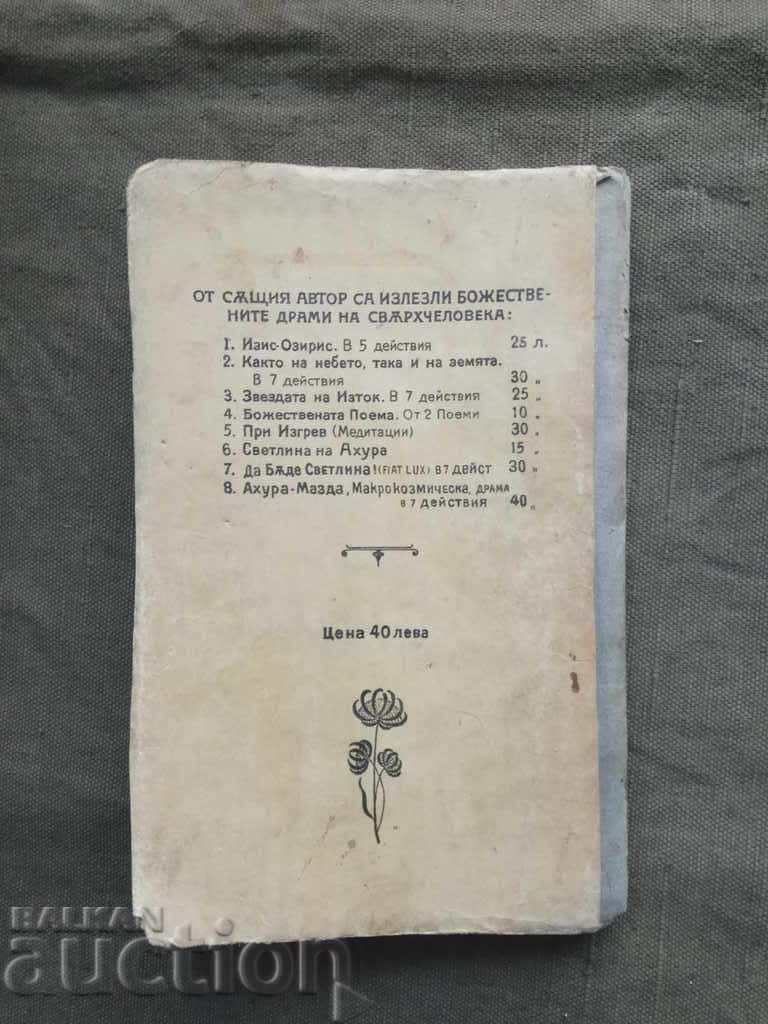 ОТ СѪЩИЯ АВТОР СА ИЗЛЕЗЛИ БОЖЕСТВЕ-
НИТЕ ДРАМИ НА СВѪРХЧЕЛОВЕКА:
1. Изис-Озирис. В 5 действия 25 л.
2. Както на небето, така и на земята.
В 7 действия 30 „
3. Звездата на Изток. В 7 действия 25 „
4. Божествената Поема. От 2 Поеми 10 „
5. При Изгрев (Медитации) 30 „
6. Светлина на Ахура 15 „
7. Да Бѫде Светлина! (FIAT LUX) в 7 дейст 30 „
8. Ахура-Мазда, Макрокозмическа, драма
в 7 действия 40 „
Цена 40 лева
BALKAN
auction